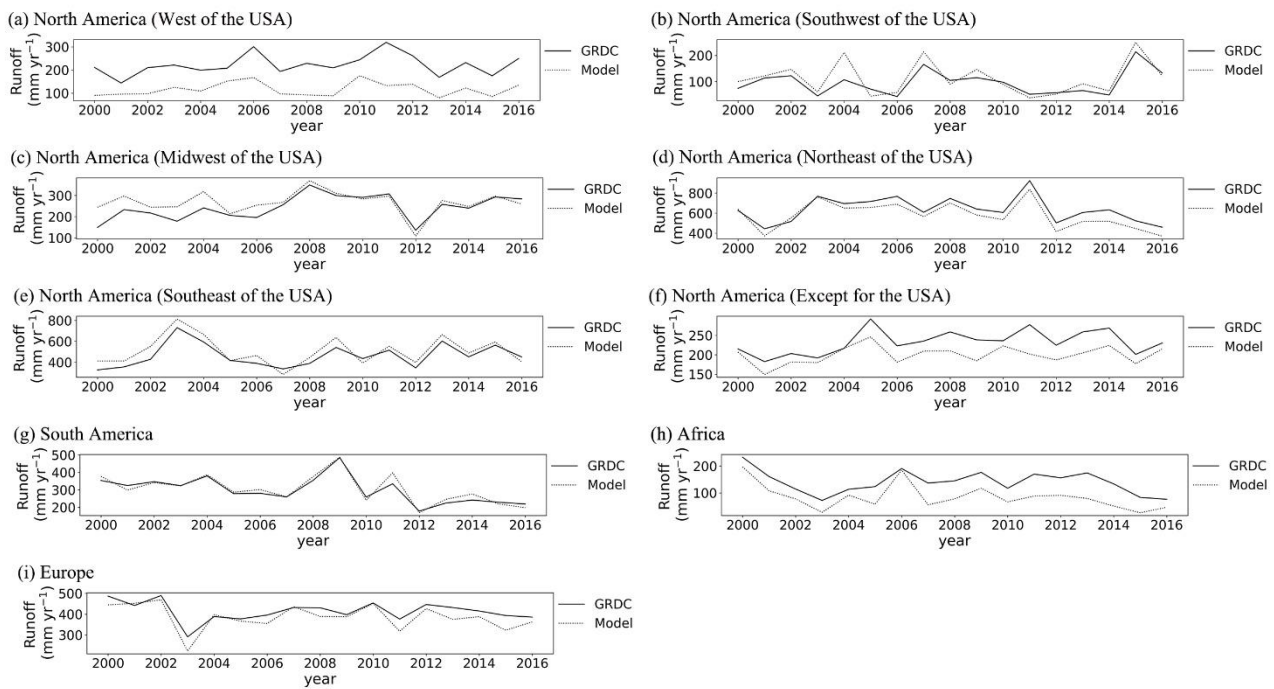 (a) North America (West of the USA)
Runoff
(mm yr⁻¹)
300
200
100
2000 2002 2004 2006 2008 2010 2012 2014 2016
year
GRDC
Model
(b) North America (Southwest of the USA)
Runoff
(mm yr⁻¹)
200
100
2000 2002 2004 2006 2008 2010 2012 2014 2016
year
GRDC
Model
(c) North America (Midwest of the USA)
Runoff
(mm yr⁻¹)
300
200
100
2000 2002 2004 2006 2008 2010 2012 2014 2016
year
GRDC
Model
(d) North America (Northeast of the USA)
Runoff
(mm yr⁻¹)
800
600
400
2000 2002 2004 2006 2008 2010 2012 2014 2016
year
GRDC
Model
(e) North America (Southeast of the USA)
Runoff
(mm yr⁻¹)
800
600
400
2000 2002 2004 2006 2008 2010 2012 2014 2016
year
GRDC
Model
(f) North America (Except for the USA)
Runoff
(mm yr⁻¹)
250
200
150
2000 2002 2004 2006 2008 2010 2012 2014 2016
year
GRDC
Model
(g) South America
Runoff
(mm yr⁻¹)
500
400
300
200
2000 2002 2004 2006 2008 2010 2012 2014 2016
year
GRDC
Model
(h) Africa
Runoff
(mm yr⁻¹)
200
100
2000 2002 2004 2006 2008 2010 2012 2014 2016
year
GRDC
Model
(i) Europe
Runoff
(mm yr⁻¹)
500
400
300
2000 2002 2004 2006 2008 2010 2012 2014 2016
year
GRDC
Model